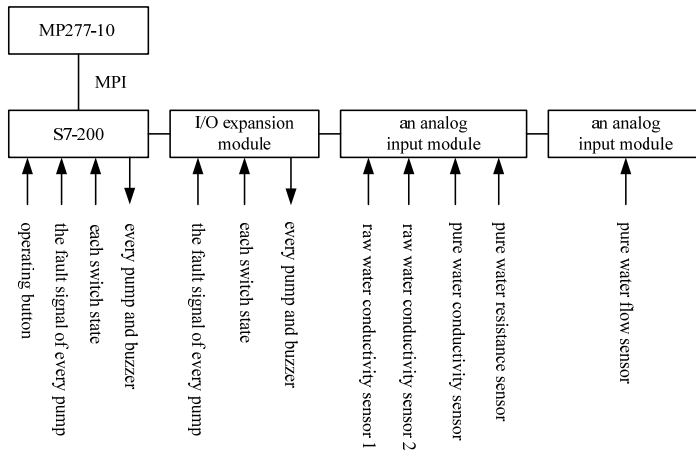 MP277-10
MPI
S7-200
I/O expansion
module
an analog
input module
an analog
input module
operating button
the fault signal of every pump
each switch state
every pump and buzzer
the fault signal of every pump
each switch state
every pump and buzzer
raw water conductivity sensor 1
raw water conductivity sensor 2
pure water conductivity sensor
pure water resistance sensor
pure water flow sensor